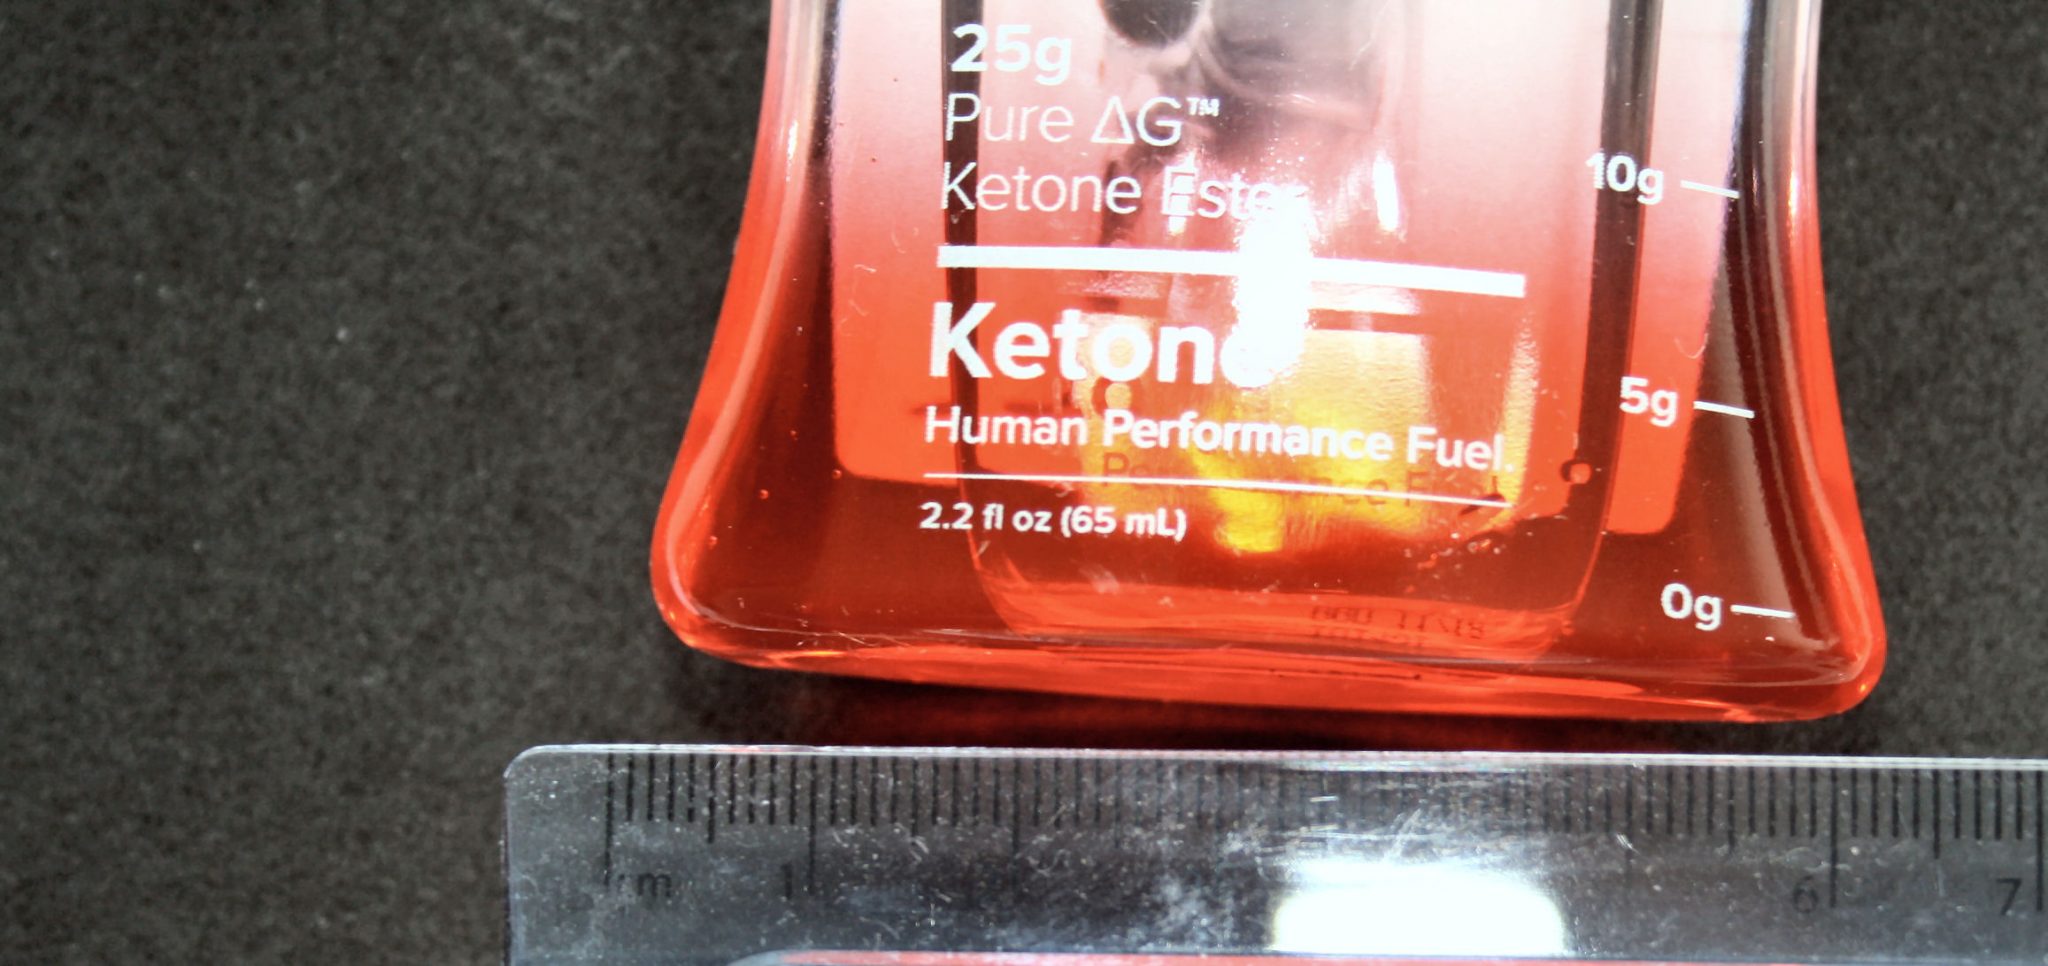 25g
Pure ΔG™
Ketone Ester
10g
Ketone
5g
Human Performance Fuel.
2.2 fl oz (65 mL)
0g
cm 1 6 7